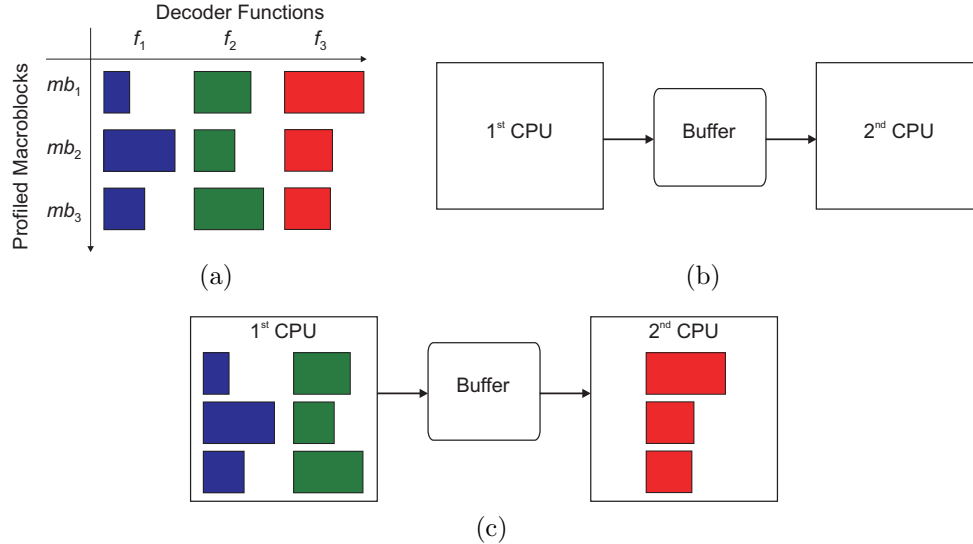 Decoder Functions
f₁ f₂ f₃
Profiled Macroblocks
mb₁
mb₂
mb₃
(a)
1st CPU
Buffer
2nd CPU
(b)
1st CPU
Buffer
2nd CPU
(c)